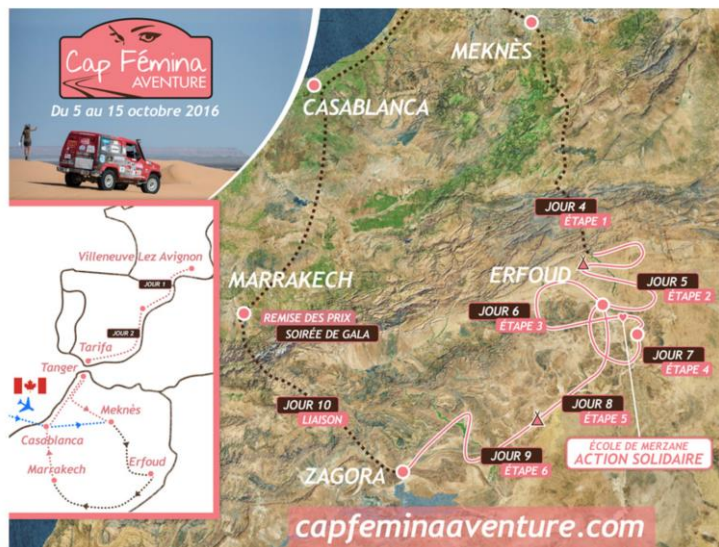 Cap Fémina
AVENTURE
Du 5 au 15 octobre 2016
MEKNÈS
CASABLANCA
JOUR 4
ÉTAPE 1
ERFOUD
JOUR 5
ÉTAPE 2
MARRAKECH
REMISE DES PRIX
SOIRÉE DE GALA
JOUR 6
ÉTAPE 3
JOUR 7
ÉTAPE 4
JOUR 8
ÉTAPE 5
JOUR 10
LIAISON
ÉCOLE DE MERZANE
ACTION SOLIDAIRE
JOUR 9
ÉTAPE 6
ZAGORA
capfeminaaventure.com
Villeneuve Lez Avignon
JOUR 1
JOUR 2
Tarifa
Tanger
Meknès
Casablanca
Marrakech
Erfoud